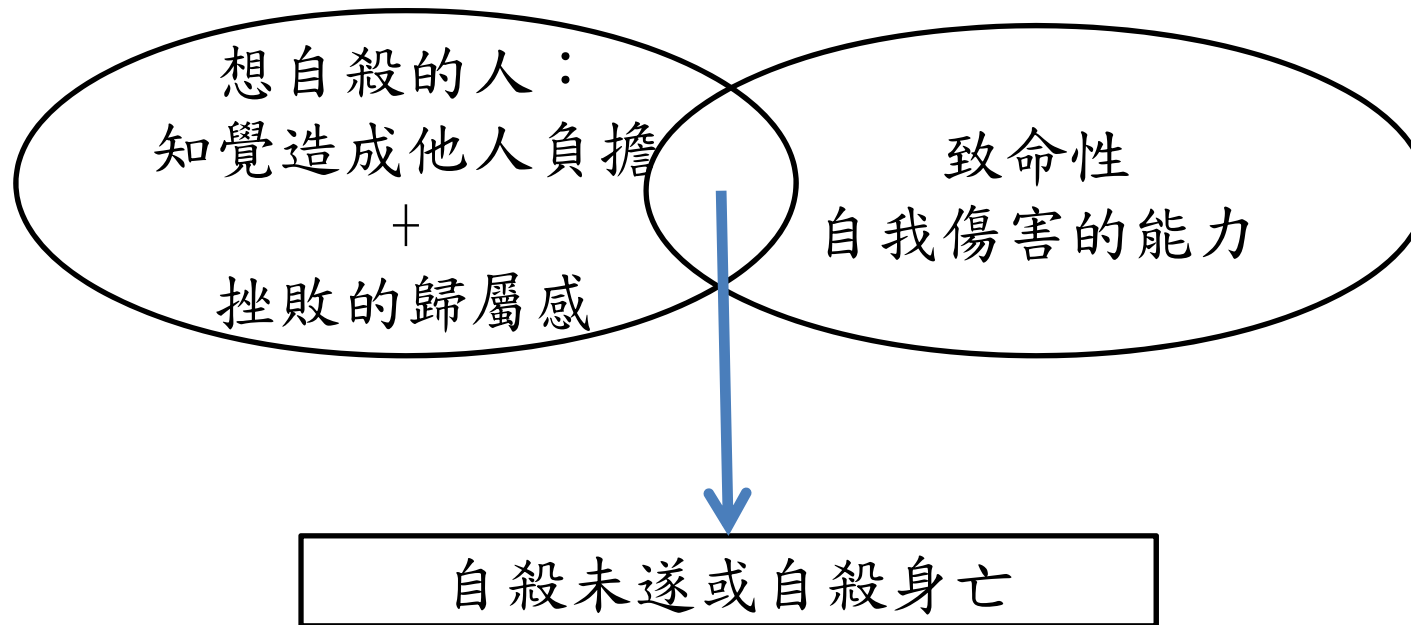 想自殺的人：
知覺造成他人負擔
+
挫敗的歸屬感
致命性
自我傷害的能力
自殺未遂或自殺身亡